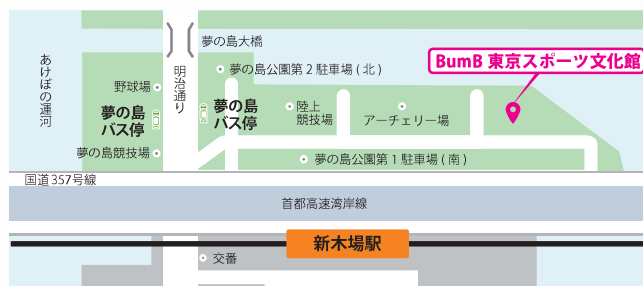 夢の島大橋
BumB 東京スポーツ文化館
あけぼの運河
明治通り
夢の島公園第2駐車場(北)
野球場
夢の島
バス停
夢の島
バス停
陸上
競技場
アーチェリー場
夢の島競技場
夢の島公園第1駐車場(南)
国道357号線
首都高速湾岸線
新木場駅
交番